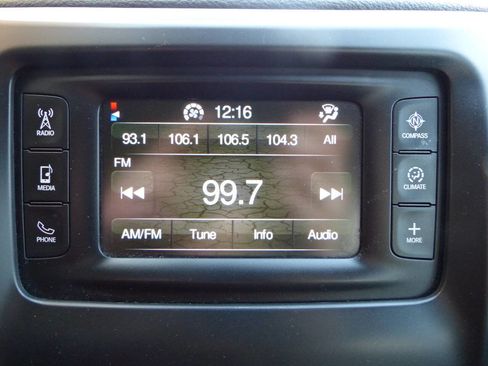 12:16
93.1 106.1 106.5 104.3 All
FM
99.7
AM/FM Tune Info Audio
RADIO
MEDIA
PHONE
COMPASS
CLIMATE
MORE